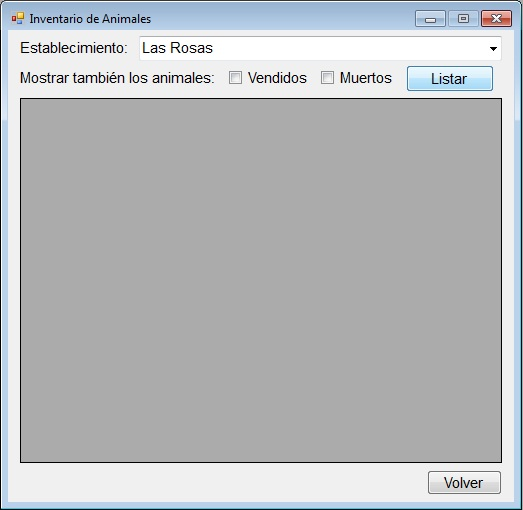 Inventario de Animales
Establecimiento: Las Rosas
Mostrar también los animales: Vendidos Muertos Listar
Volver